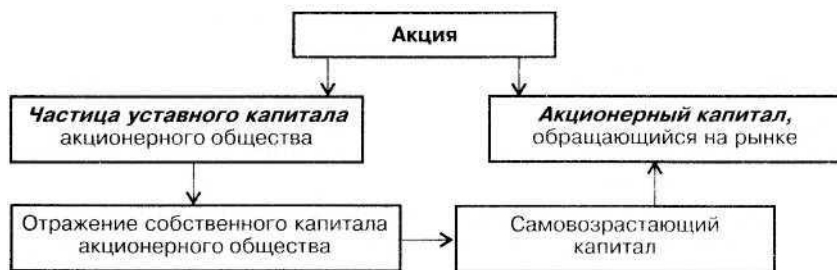 Акция
Частица уставного капитала
акционерного общества
Акционерный капитал,
обращающийся на рынке
Отражение собственного капитала
акционерного общества
Самовозрастающий
капитал